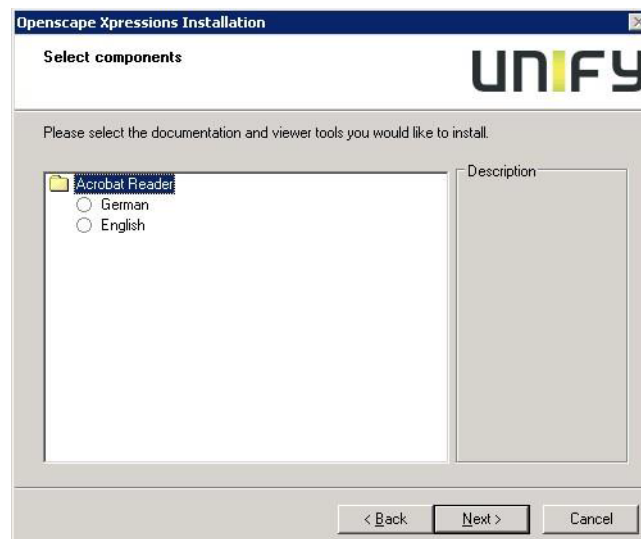 Openscape Xpressions Installation
Select components
UNIFY
Please select the documentation and viewer tools you would like to install.
Acrobat Reader
German
English
Description
< Back
Next >
Cancel